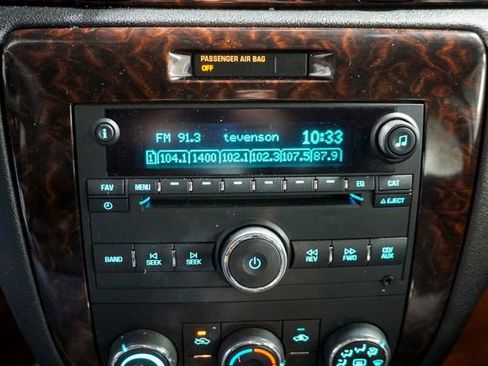 PASSENGER AIR BAG
OFF
FM 91.3 tevenson 10:33
1 104.1 1400 102.1 102.3 107.5 87.9
FAV MENU EQ CAT
EJECT
BAND SEEK SEEK REV FWD CD/AUX